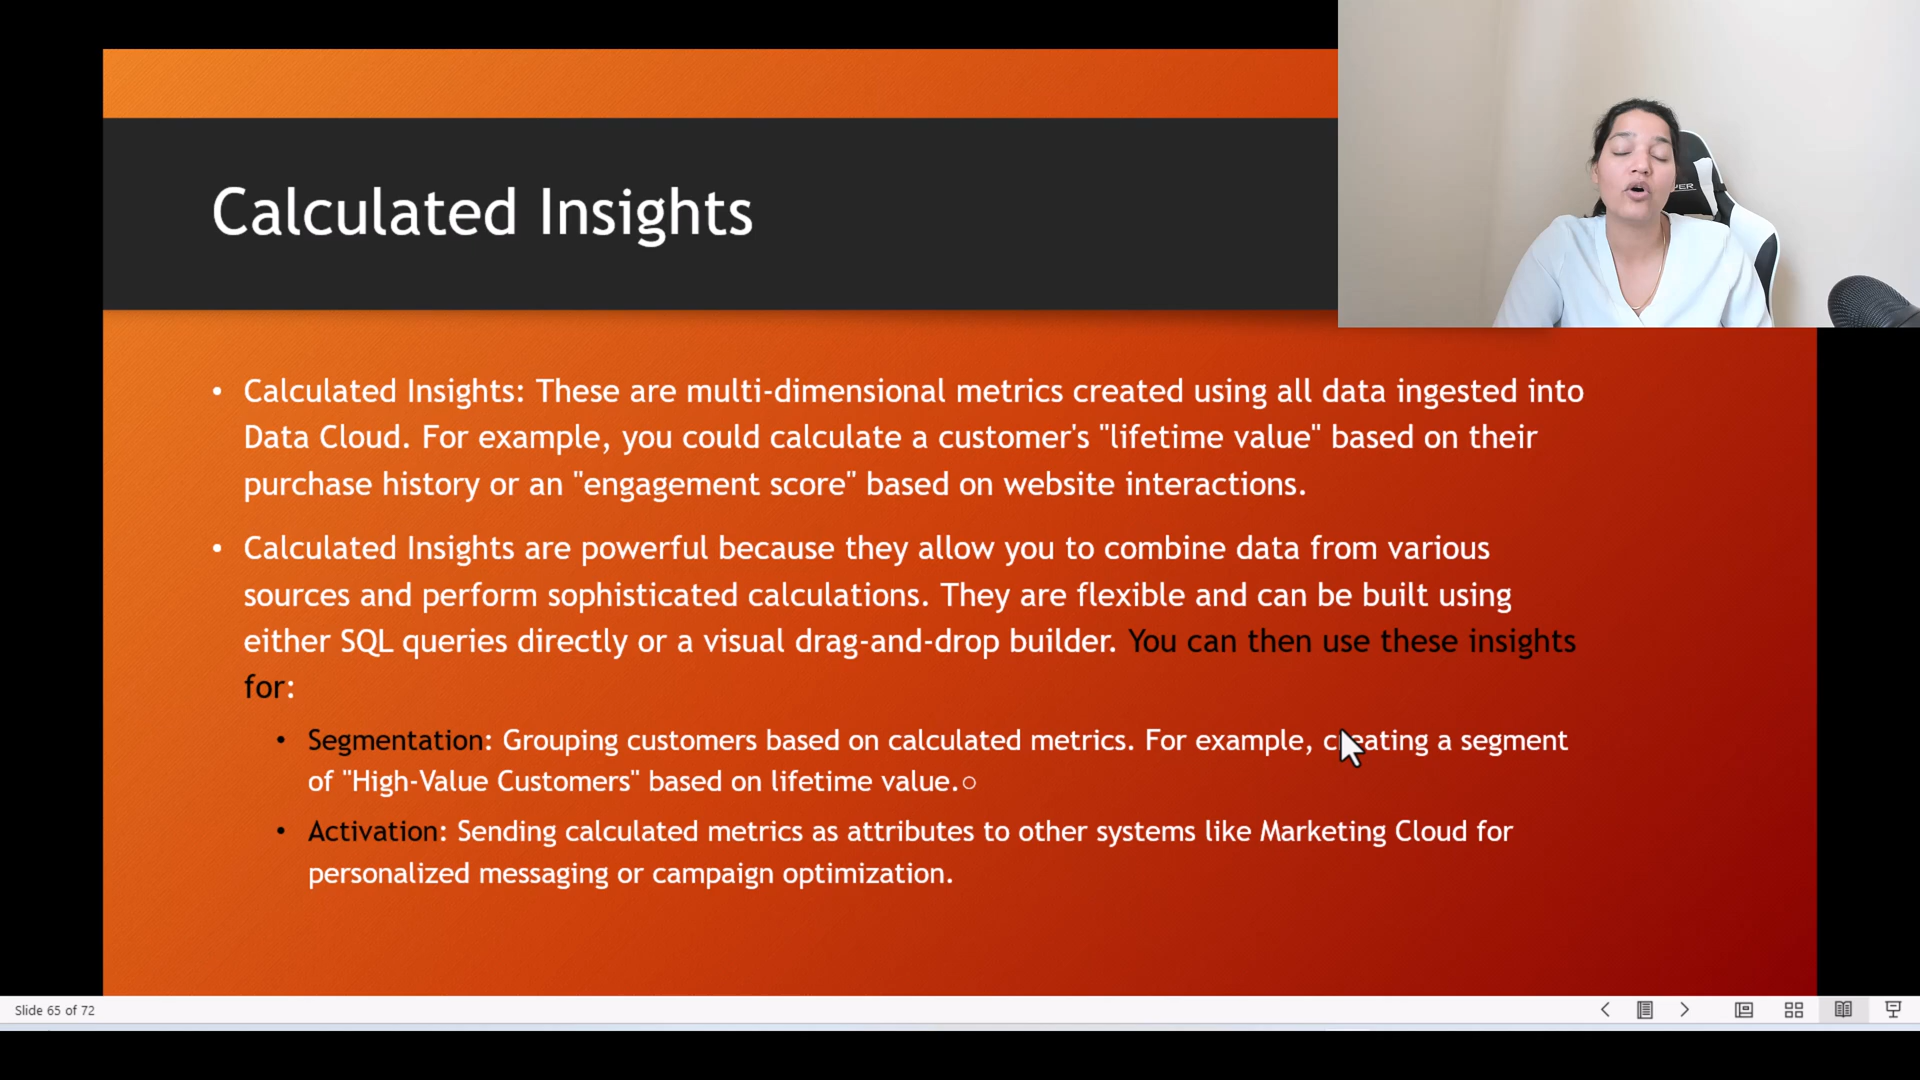 Calculated Insights
• Calculated Insights: These are multi-dimensional metrics created using all data ingested into
Data Cloud. For example, you could calculate a customer's "lifetime value" based on their
purchase history or an "engagement score" based on website interactions.
• Calculated Insights are powerful because they allow you to combine data from various
sources and perform sophisticated calculations. They are flexible and can be built using
either SQL queries directly or a visual drag-and-drop builder. You can then use these insights
for:
• Segmentation: Grouping customers based on calculated metrics. For example, creating a segment
of "High-Value Customers" based on lifetime value.○
• Activation: Sending calculated metrics as attributes to other systems like Marketing Cloud for
personalized messaging or campaign optimization.
Slide 65 of 72